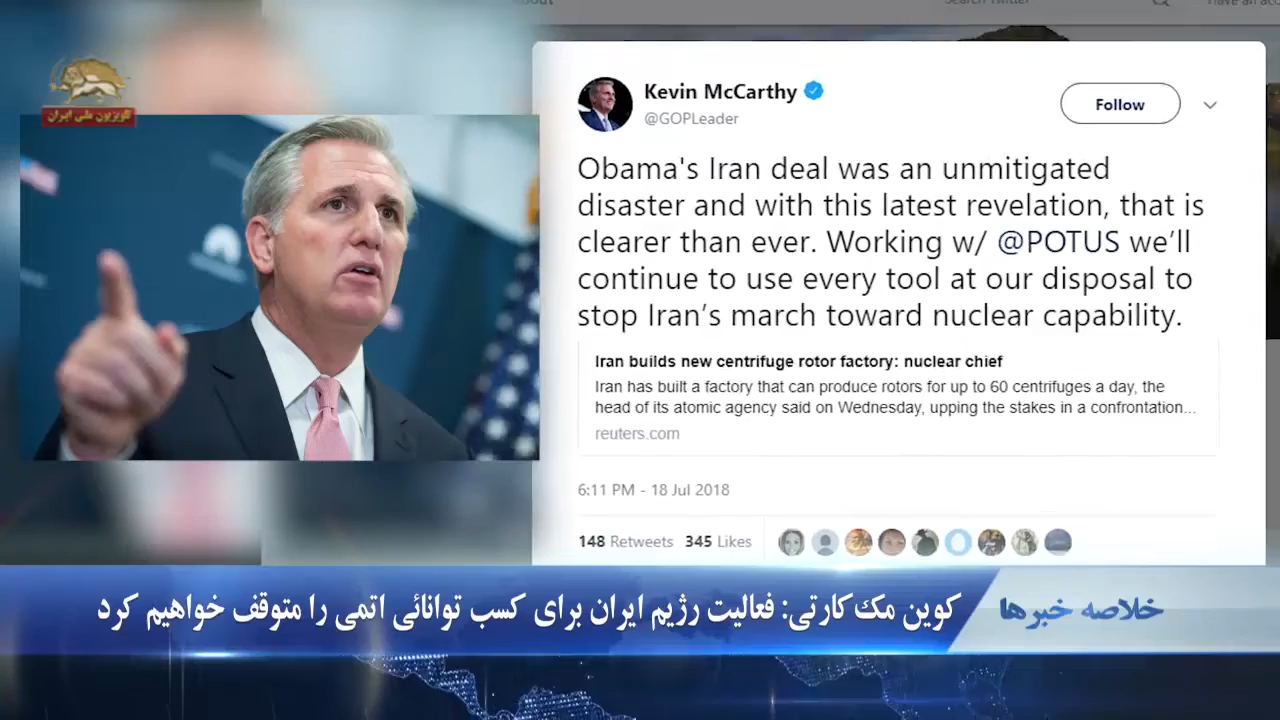 تلویزیون ملی ایران
Kevin McCarthy
@GOPLeader
Follow
Obama's Iran deal was an unmitigated
disaster and with this latest revelation, that is
clearer than ever. Working w/ @POTUS we’ll
continue to use every tool at our disposal to
stop Iran’s march toward nuclear capability.
Iran builds new centrifuge rotor factory: nuclear chief
Iran has built a factory that can produce rotors for up to 60 centrifuges a day, the
head of its atomic agency said on Wednesday, upping the stakes in a confrontation...
reuters.com
6:11 PM - 18 Jul 2018
148 Retweets 345 Likes
خلاصه خبرها
کوین مک‌کارتی: فعالیت رژیم ایران برای کسب توانائی اتمی را متوقف خواهیم کرد